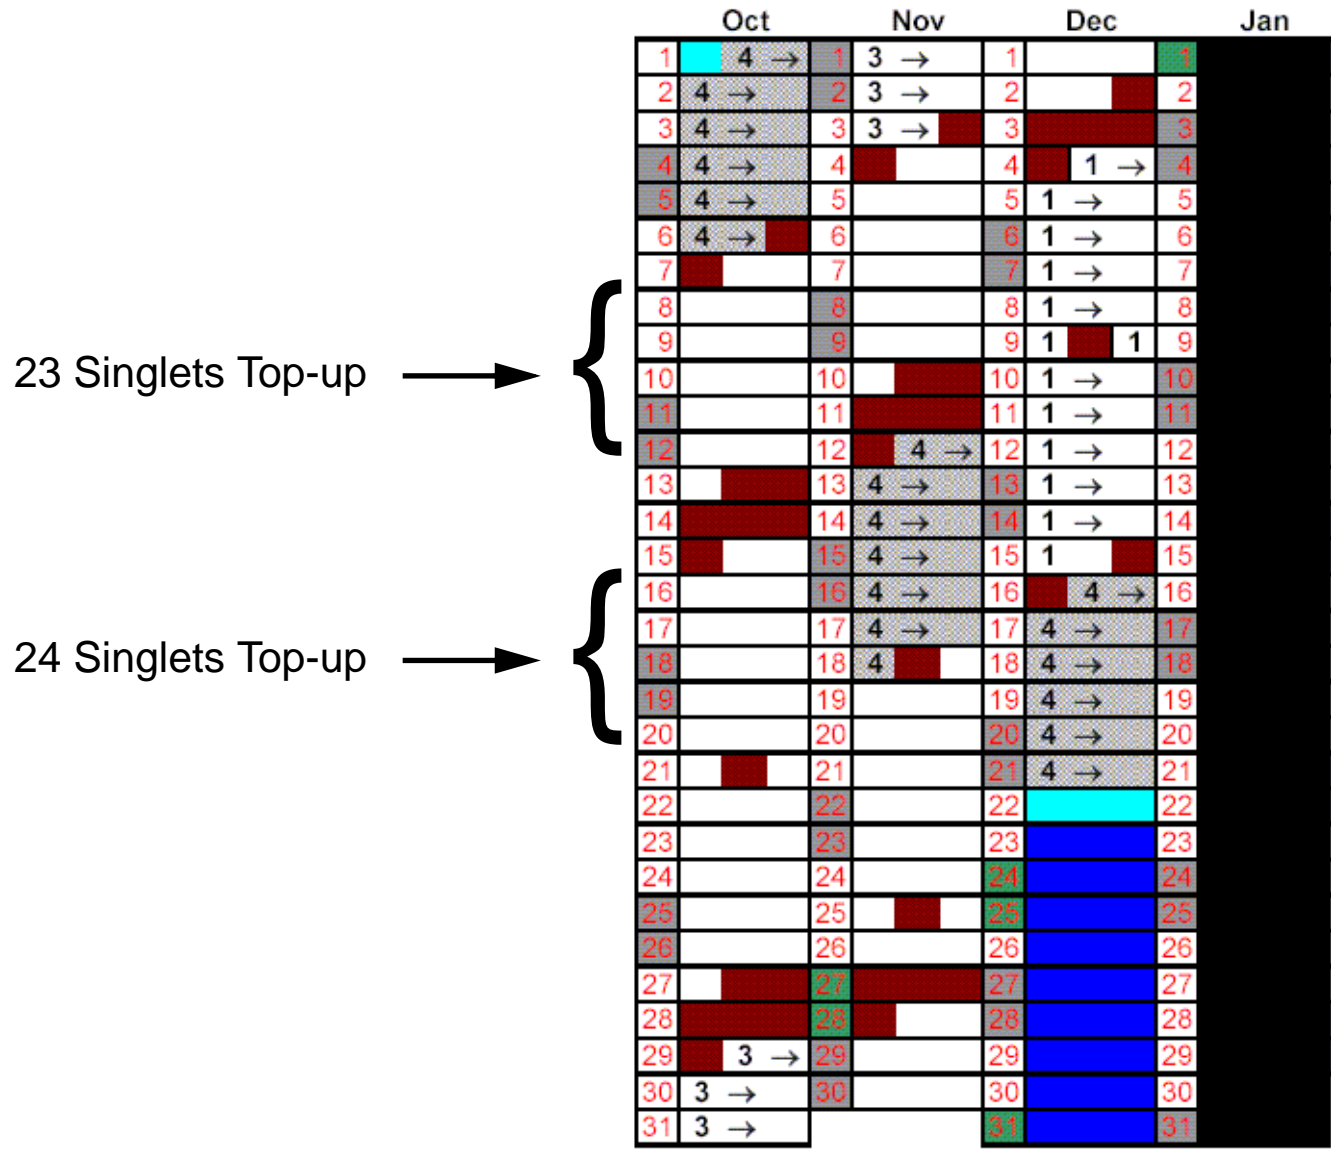 Oct Nov Dec Jan
1 4 → 1 3 → 1 1
2 4 → 2 3 → 2 2
3 4 → 3 3 → 3 3
4 4 → 4 4 1 → 4
5 4 → 5 5 1 → 5
6 4 → 6 6 1 → 6
7 7 7 1 → 7
8 8 8 1 → 8
9 9 9 1 1 9
23 Singlets Top-up
10 10 10 1 → 10
11 11 11 1 → 11
12 12 4 → 12 1 → 12
13 13 4 → 13 1 → 13
14 14 4 → 14 1 → 14
15 15 4 → 15 1 15
16 16 4 → 16 4 → 16
17 17 4 → 17 4 → 17
24 Singlets Top-up
18 18 4 18 4 → 18
19 19 19 4 → 19
20 20 20 4 → 20
21 21 21 4 → 21
22 22 22 22
23 23 23 23
24 24 24 24
25 25 25 25
26 26 26 26
27 27 27 27
28 28 28 28
29 3 → 29 29 29
30 3 → 30 30 30
31 3 → 31 31